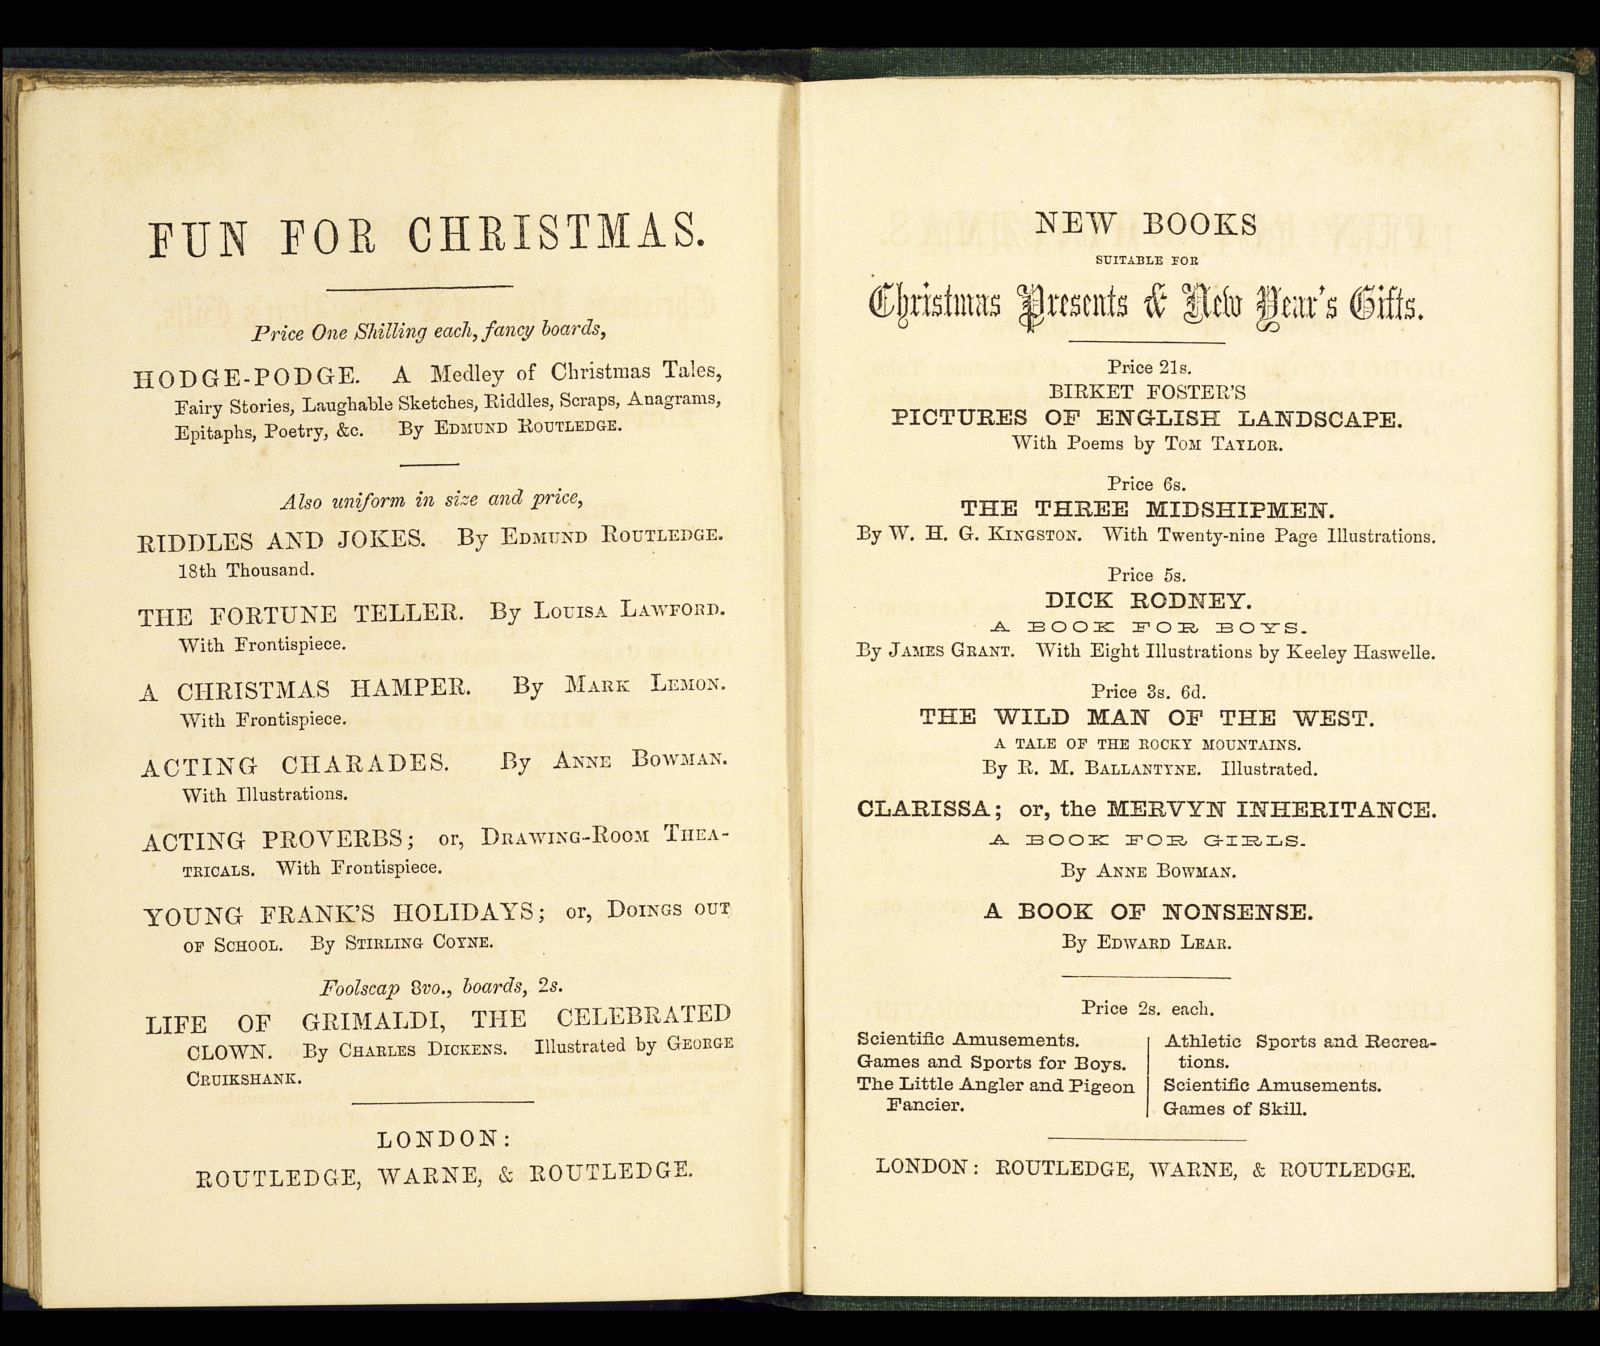 FUN FOR CHRISTMAS.
Price One Shilling each, fancy boards,
HODGE-PODGE. A Medley of Christmas Tales,
Fairy Stories, Laughable Sketches, Riddles, Scraps, Anagrams,
Epitaphs, Poetry, &c. By EDMUND ROUTLEDGE.
Also uniform in size and price,
RIDDLES AND JOKES. By EDMUND ROUTLEDGE.
18th Thousand.
THE FORTUNE TELLER. By LOUISA LAWFORD.
With Frontispiece.
A CHRISTMAS HAMPER. By MARK LEMON.
With Frontispiece.
ACTING CHARADES. By ANNE BOWMAN.
With Illustrations.
ACTING PROVERBS; or, DRAWING-ROOM THEA-
TRICALS. With Frontispiece.
YOUNG FRANK'S HOLIDAYS; or, DOINGS OUT
OF SCHOOL. By STIRLING COYNE.
Foolscap 8vo., boards, 2s.
LIFE OF GRIMALDI, THE CELEBRATED
CLOWN. By CHARLES DICKENS. Illustrated by GEORGE
CRUIKSHANK.
LONDON:
ROUTLEDGE, WARNE, & ROUTLEDGE.
NEW BOOKS
SUITABLE FOR
Christmas Presents & New Year's Gifts.
Price 21s.
BIRKET FOSTER'S
PICTURES OF ENGLISH LANDSCAPE.
With Poems by TOM TAYLOR.
Price 6s.
THE THREE MIDSHIPMEN.
By W. H. G. KINGSTON. With Twenty-nine Page Illustrations.
Price 5s.
DICK RODNEY.
A BOOK FOR BOYS.
By JAMES GRANT. With Eight Illustrations by Keeley Haswelle.
Price 3s. 6d.
THE WILD MAN OF THE WEST.
A TALE OF THE ROCKY MOUNTAINS.
By R. M. BALLANTYNE. Illustrated.
CLARISSA; or, the MERVYN INHERITANCE.
A BOOK FOR GIRLS.
By ANNE BOWMAN.
A BOOK OF NONSENSE.
By EDWARD LEAR.
Price 2s. each.
Scientific Amusements.
Games and Sports for Boys.
The Little Angler and Pigeon
Fancier.
Athletic Sports and Recrea-
tions.
Scientific Amusements.
Games of Skill.
LONDON: ROUTLEDGE, WARNE, & ROUTLEDGE.